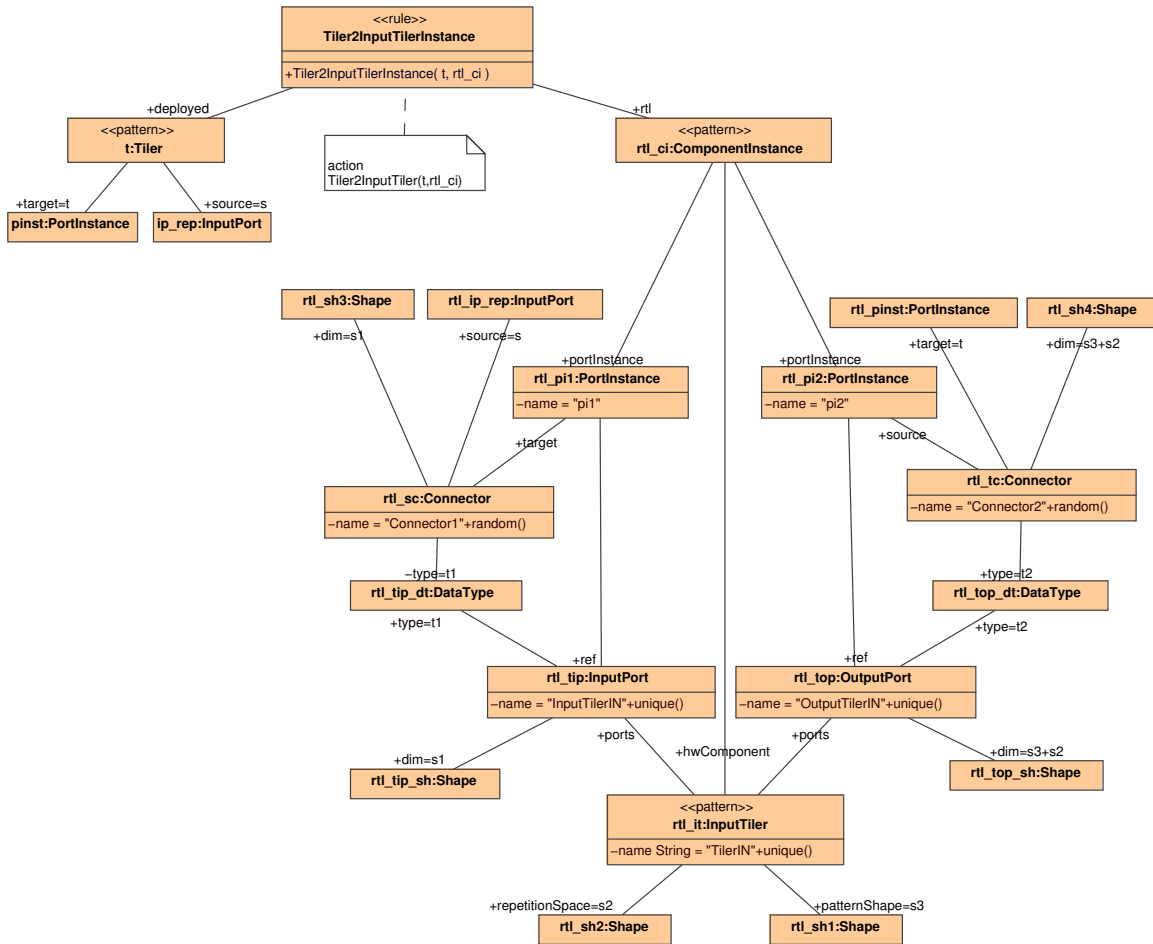 <<rule>>
Tiler2InputTilerInstance
+Tiler2InputTilerInstance( t, rtl_ci )
+deployed
+rtl
<<pattern>>
t:Tiler
action
Tiler2InputTiler(t,rtl_ci)
<<pattern>>
rtl_ci:ComponentInstance
+target=t
+source=s
pinst:PortInstance
ip_rep:InputPort
rtl_sh3:Shape
rtl_ip_rep:InputPort
rtl_pinst:PortInstance
rtl_sh4:Shape
+dim=s1
+source=s
+target=t
+dim=s3+s2
+portInstance
+portInstance
rtl_pi1:PortInstance
−name = "pi1"
rtl_pi2:PortInstance
−name = "pi2"
+target
+source
rtl_sc:Connector
−name = "Connector1"+random()
rtl_tc:Connector
−name = "Connector2"+random()
−type=t1
+type=t2
rtl_tip_dt:DataType
rtl_top_dt:DataType
+type=t1
+type=t2
+ref
+ref
rtl_tip:InputPort
−name = "InputTilerIN"+unique()
rtl_top:OutputPort
−name = "OutputTilerIN"+unique()
+ports
+ports
+dim=s1
+hwComponent
+dim=s3+s2
rtl_tip_sh:Shape
rtl_top_sh:Shape
<<pattern>>
rtl_it:InputTiler
−name String = "TilerIN"+unique()
+repetitionSpace=s2
+patternShape=s3
rtl_sh2:Shape
rtl_sh1:Shape